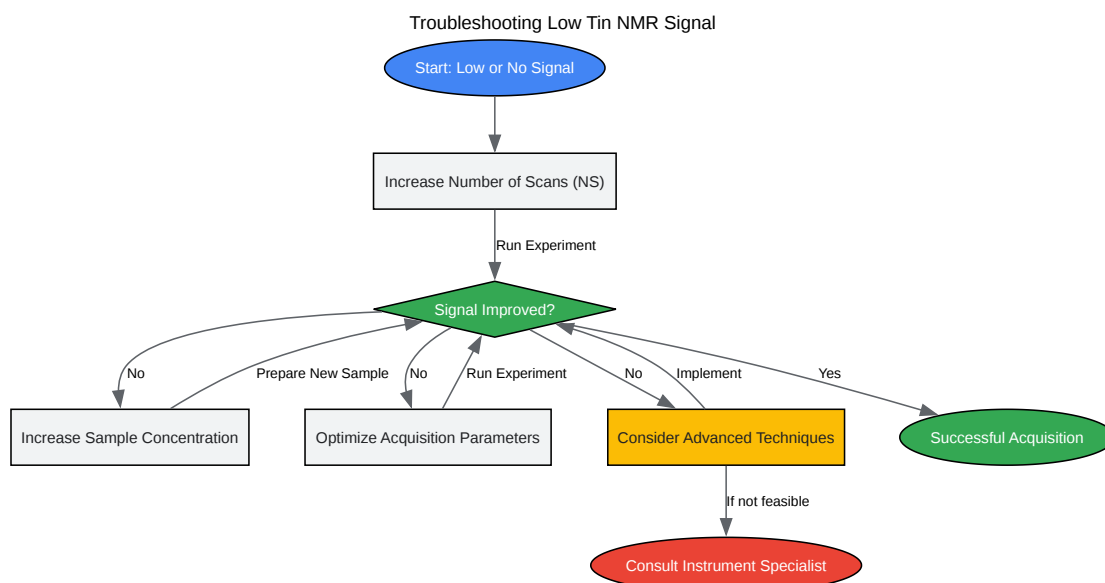 Troubleshooting Low Tin NMR Signal
Start: Low or No Signal
Increase Number of Scans (NS)
Run Experiment
Signal Improved?
No
Prepare New Sample
No
Run Experiment
No
Implement
Yes
Increase Sample Concentration
Optimize Acquisition Parameters
Consider Advanced Techniques
Successful Acquisition
If not feasible
Consult Instrument Specialist